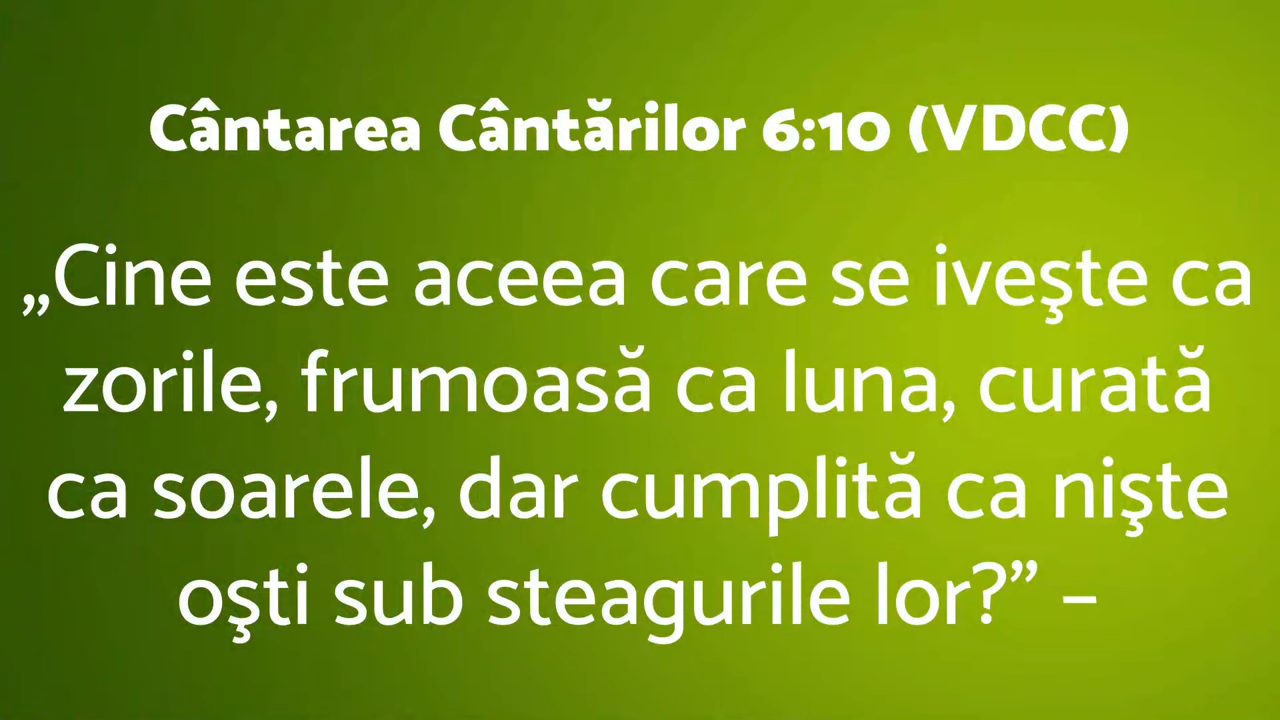 Cântarea Cântărilor 6:10 (VDCC)
„Cine este aceea care se iveşte ca
zorile, frumoasă ca luna, curată
ca soarele, dar cumplită ca nişte
oşti sub steagurile lor?” –